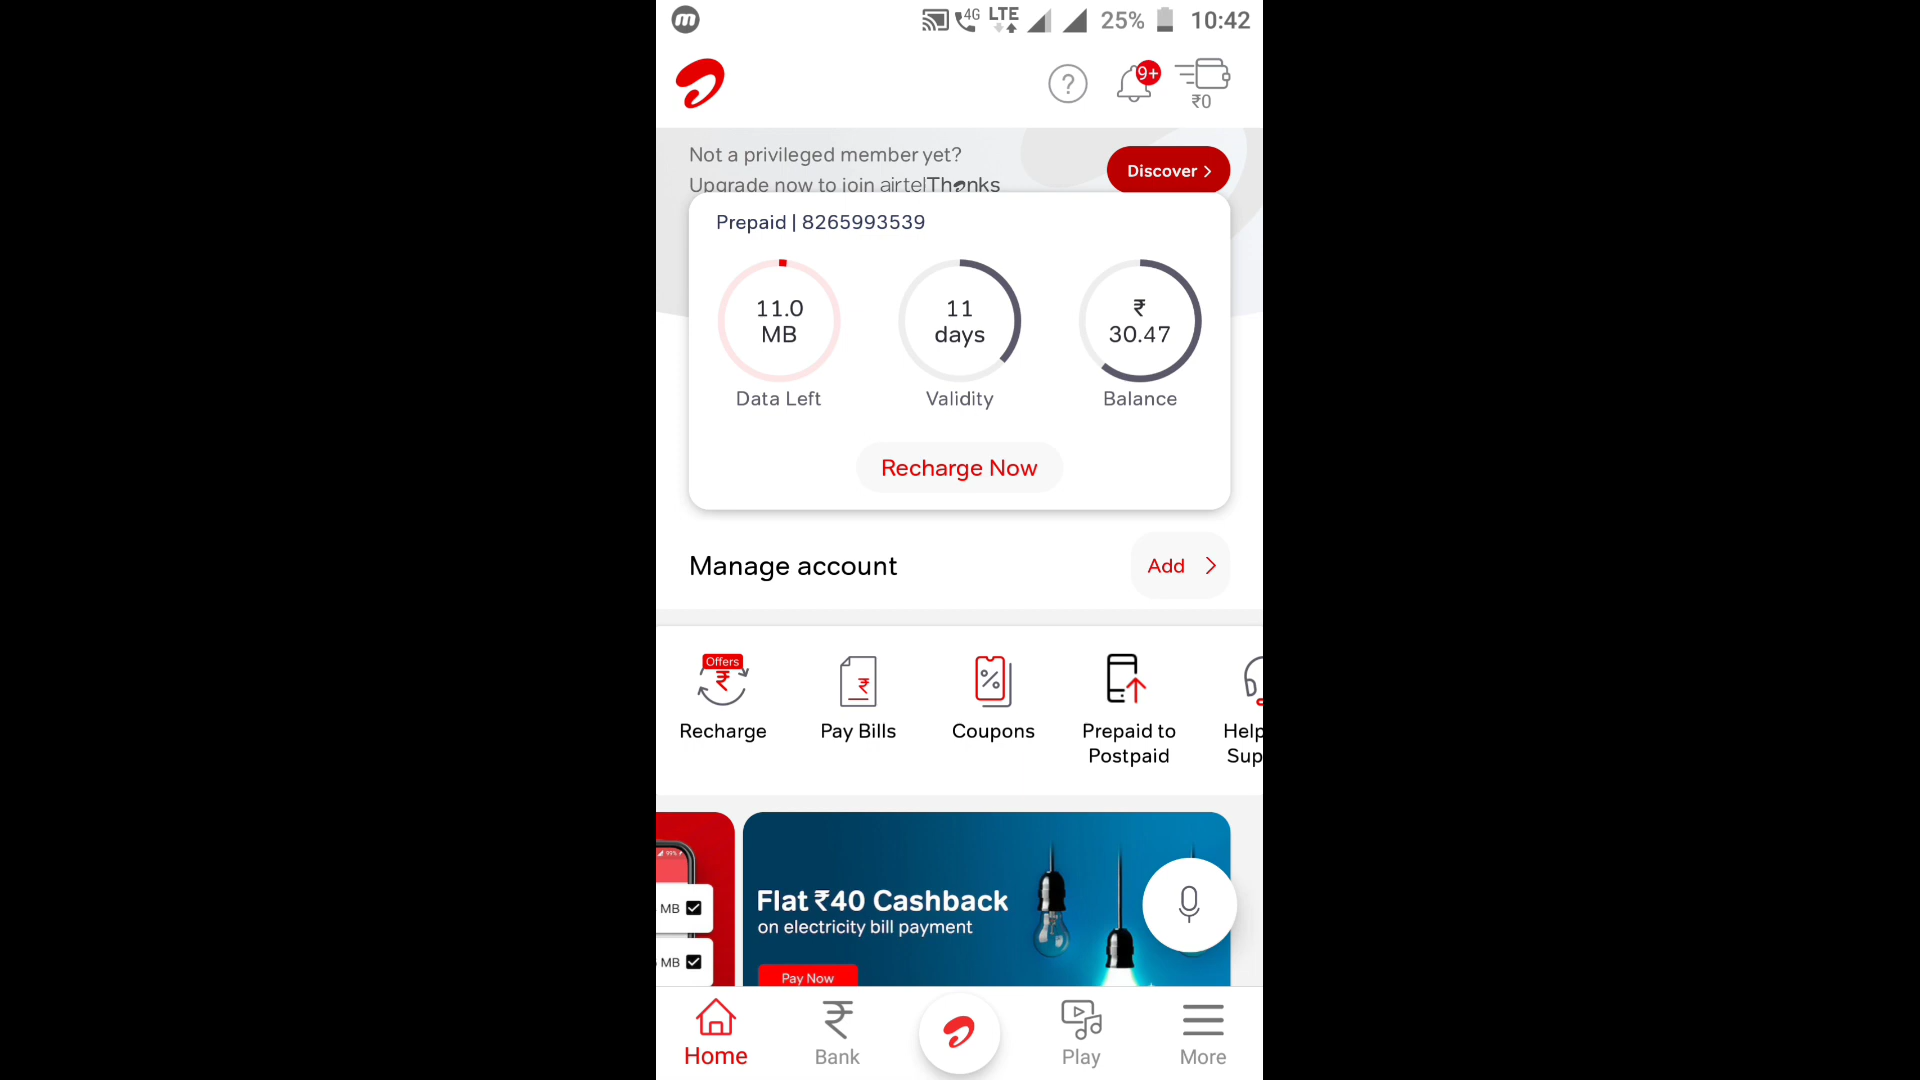 m
4G LTE 25% 10:42
?
9+
₹0
Not a privileged member yet?
Upgrade now to join airtelThanks
Discover >
Prepaid | 8265993539
11.0
MB
11
days
₹
30.47
Data Left
Validity
Balance
Recharge Now
Manage account
Add >
Offers
₹
₹
%
Recharge
Pay Bills
Coupons
Prepaid to
Postpaid
Help
Sup
99%
MB
MB
Flat ₹40 Cashback
on electricity bill payment
Pay Now
Home
Bank
Play
More